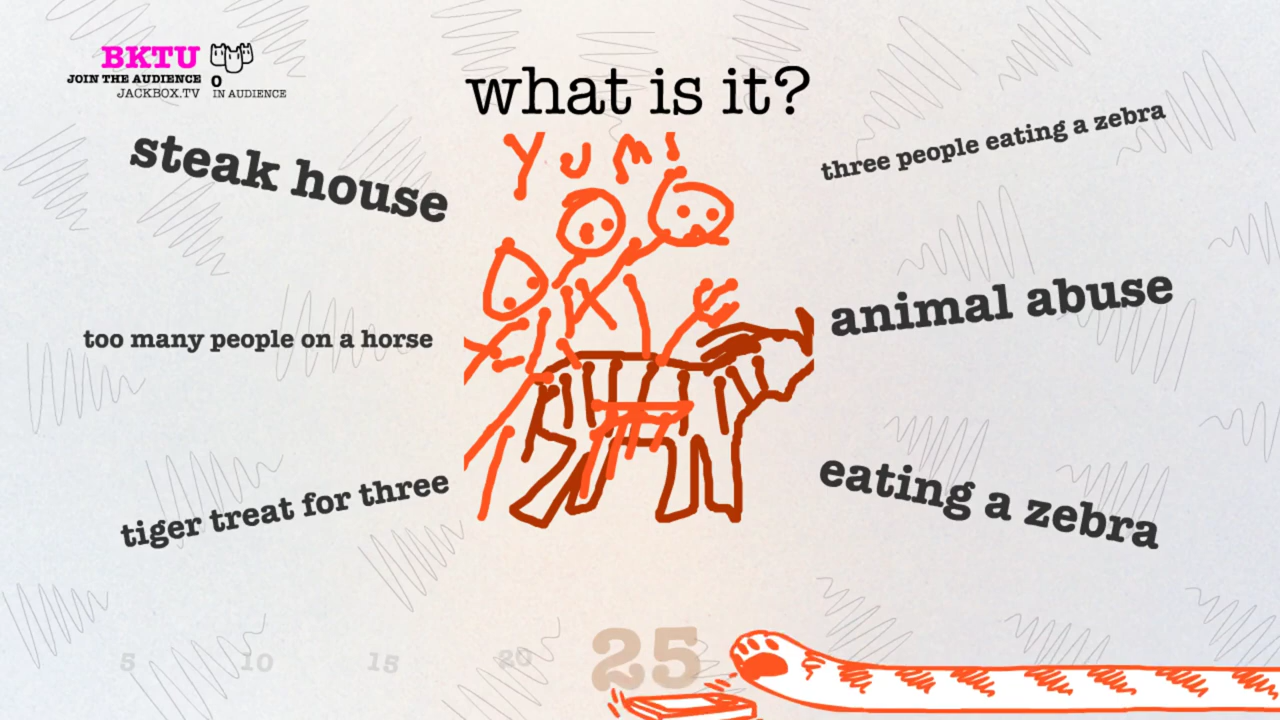 BKTU
JOIN THE AUDIENCE
JACKBOX.TV
0
IN AUDIENCE
what is it?
yum!
steak house
three people eating a zebra
too many people on a horse
animal abuse
tiger treat for three
eating a zebra
5 10 15 20 25